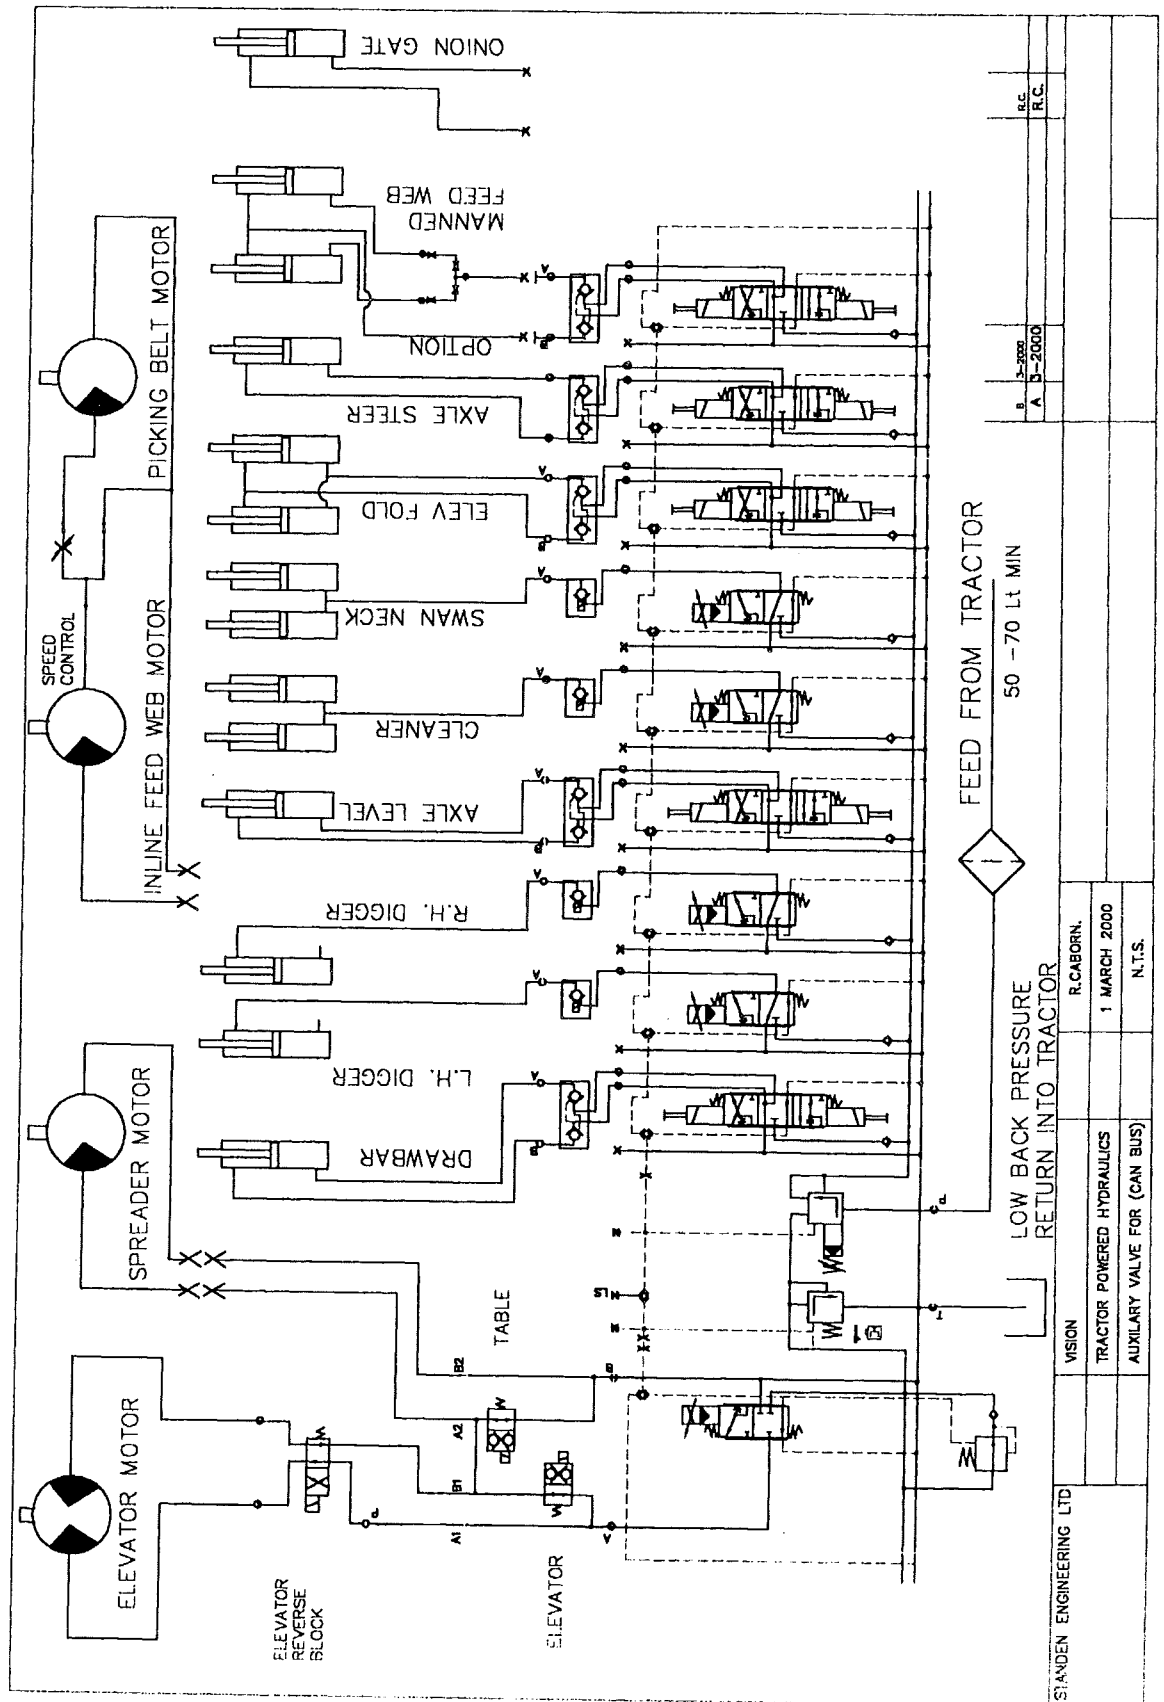 ELEVATOR MOTOR
SPREADER MOTOR
INLINE FEED WEB MOTOR
SPEED
CONTROL
PICKING BELT MOTOR
ELEVATOR
REVERSE
BLOCK
ELEVATOR
TABLE
DRAWBAR
L.H. DIGGER
R.H. DIGGER
AXLE LEVEL
CLEANER
SWAN NECK
ELEV FOLD
AXLE STEER
OPTION
MANNED
FEED WEB
ONION GATE
P
A1
B1
A2
B2
A
B
LS
B
A
A
A
B
A
A
A
B
A
B
A
B
A
T
P
LOW BACK PRESSURE
RETURN INTO TRACTOR
FEED FROM TRACTOR
50 -70 Lt MIN
STANDEN ENGINEERING LTD
VISION
TRACTOR POWERED HYDRAULICS
AUXILARY VALVE FOR (CAN BUS)
R.CABORN.
1 MARCH 2000
N.T.S.
B 3-2000 R.C.
A 3-2000 R.C.